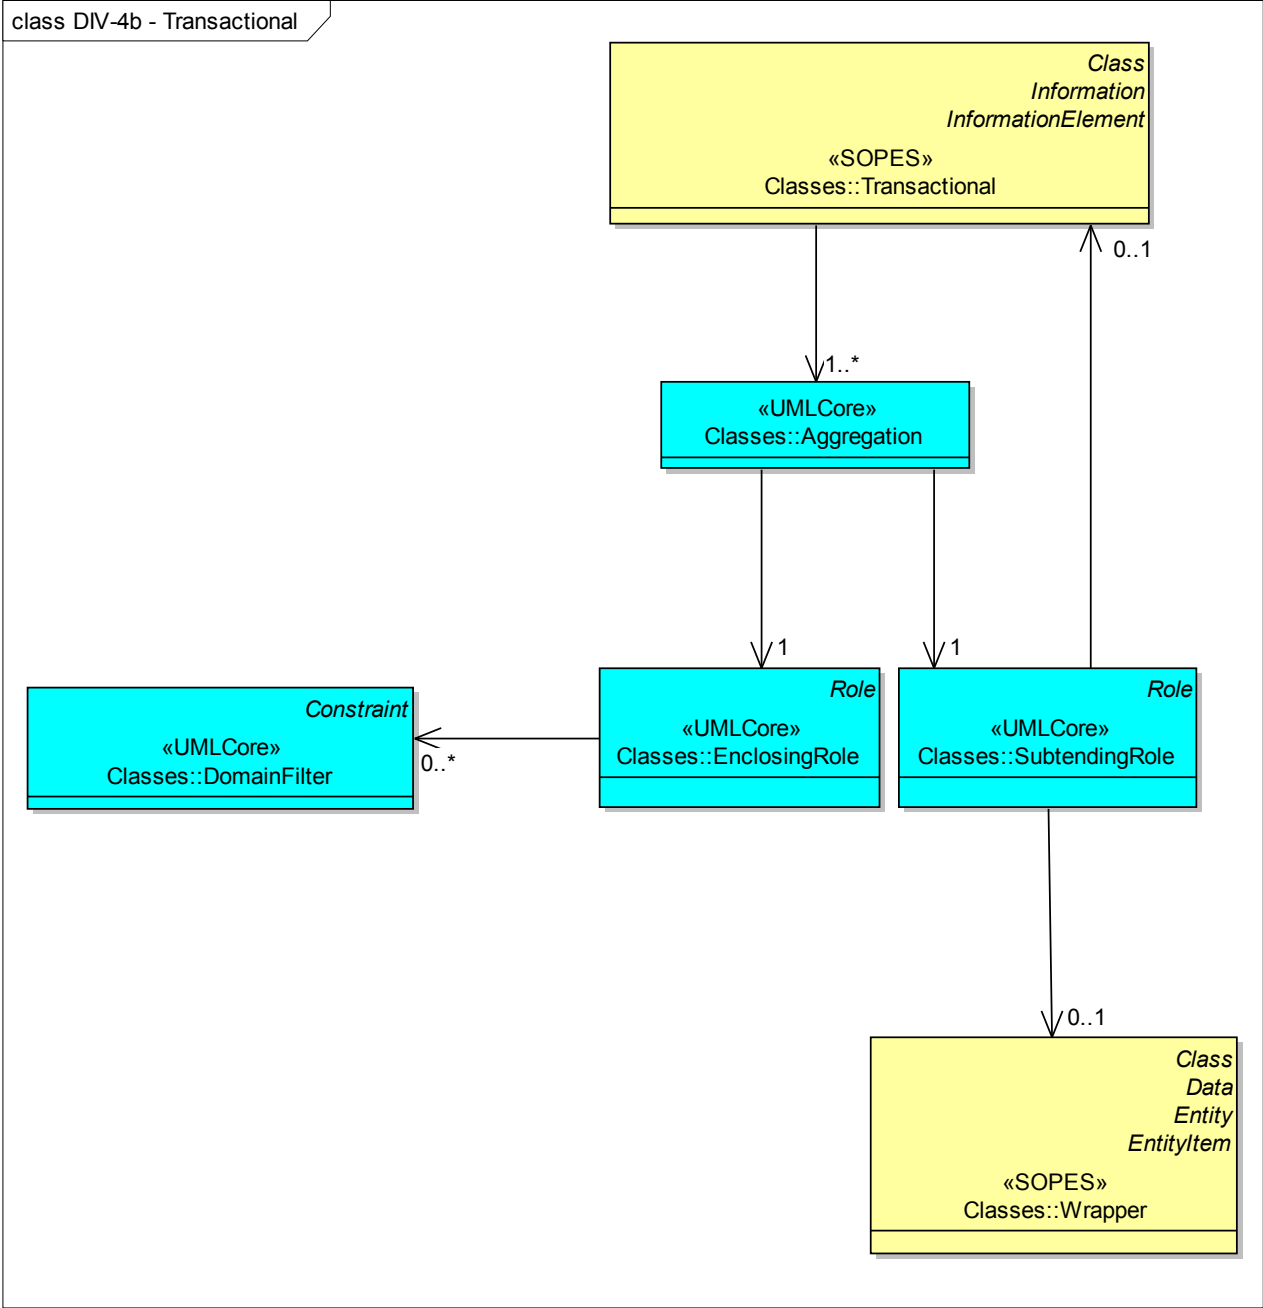 class DIV-4b - Transactional
Class
Information
InformationElement
«SOPES»
Classes::Transactional
0..1
1..*
«UMLCore»
Classes::Aggregation
1
1
Constraint
«UMLCore»
Classes::DomainFilter
0..*
Role
«UMLCore»
Classes::EnclosingRole
Role
«UMLCore»
Classes::SubtendingRole
0..1
Class
Data
Entity
EntityItem
«SOPES»
Classes::Wrapper